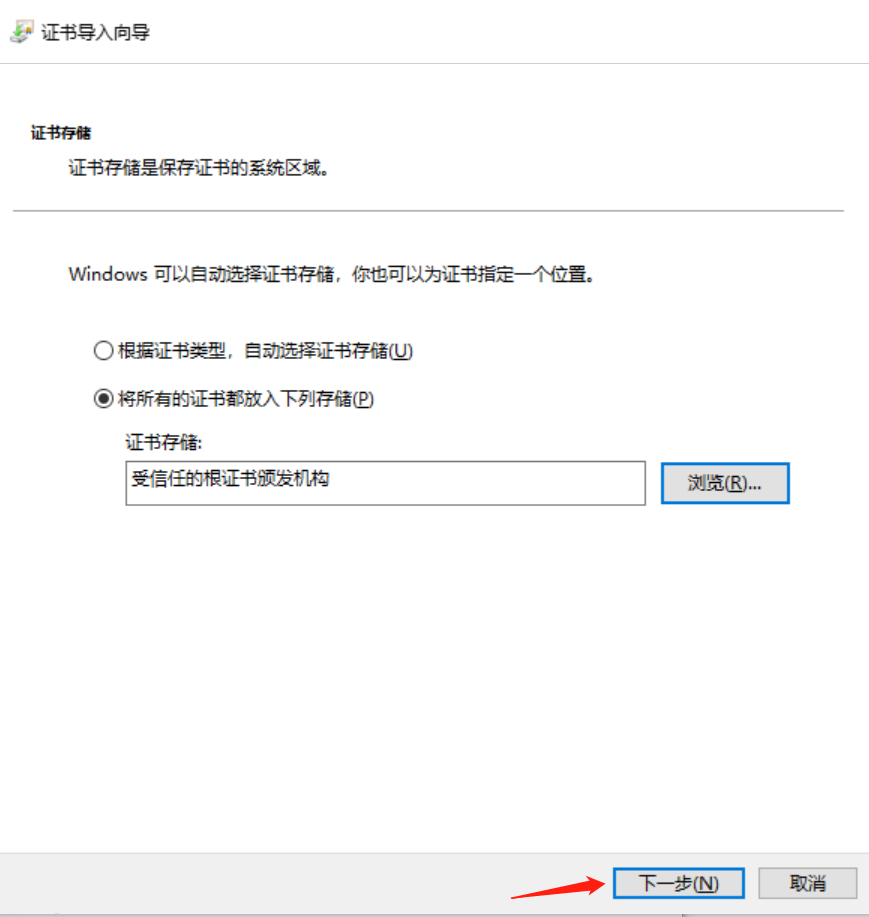 证书导入向导
证书存储
证书存储是保存证书的系统区域。
Windows 可以自动选择证书存储，你也可以为证书指定一个位置。
根据证书类型，自动选择证书存储(U)
将所有的证书都放入下列存储(P)
证书存储:
受信任的根证书颁发机构
浏览(R)...
下一步(N)
取消